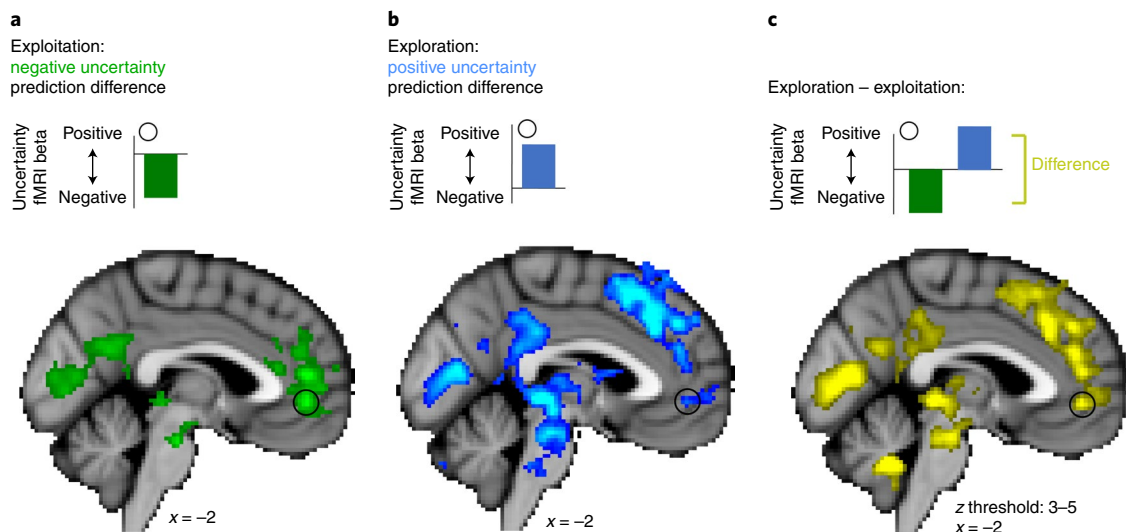 a
Exploitation:
negative uncertainty
prediction difference
Uncertainty
fMRI beta
Positive
Negative
x = –2
b
Exploration:
positive uncertainty
prediction difference
Uncertainty
fMRI beta
Positive
Negative
x = –2
c
Exploration – exploitation:
Uncertainty
fMRI beta
Positive
Negative
Difference
z threshold: 3–5
x = –2